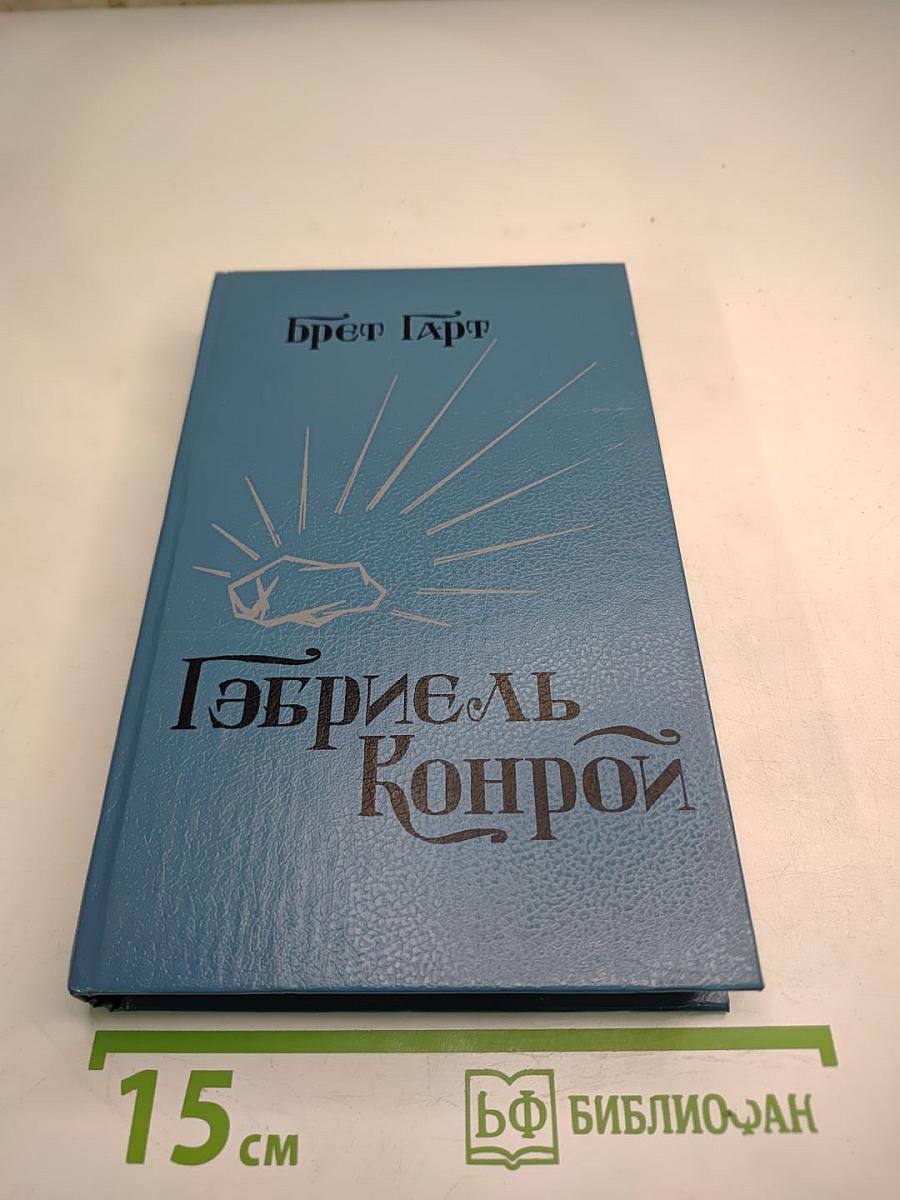 Брет Гарт
Гэбриель
Конрой
15 см
БФ БИБЛИОФАН